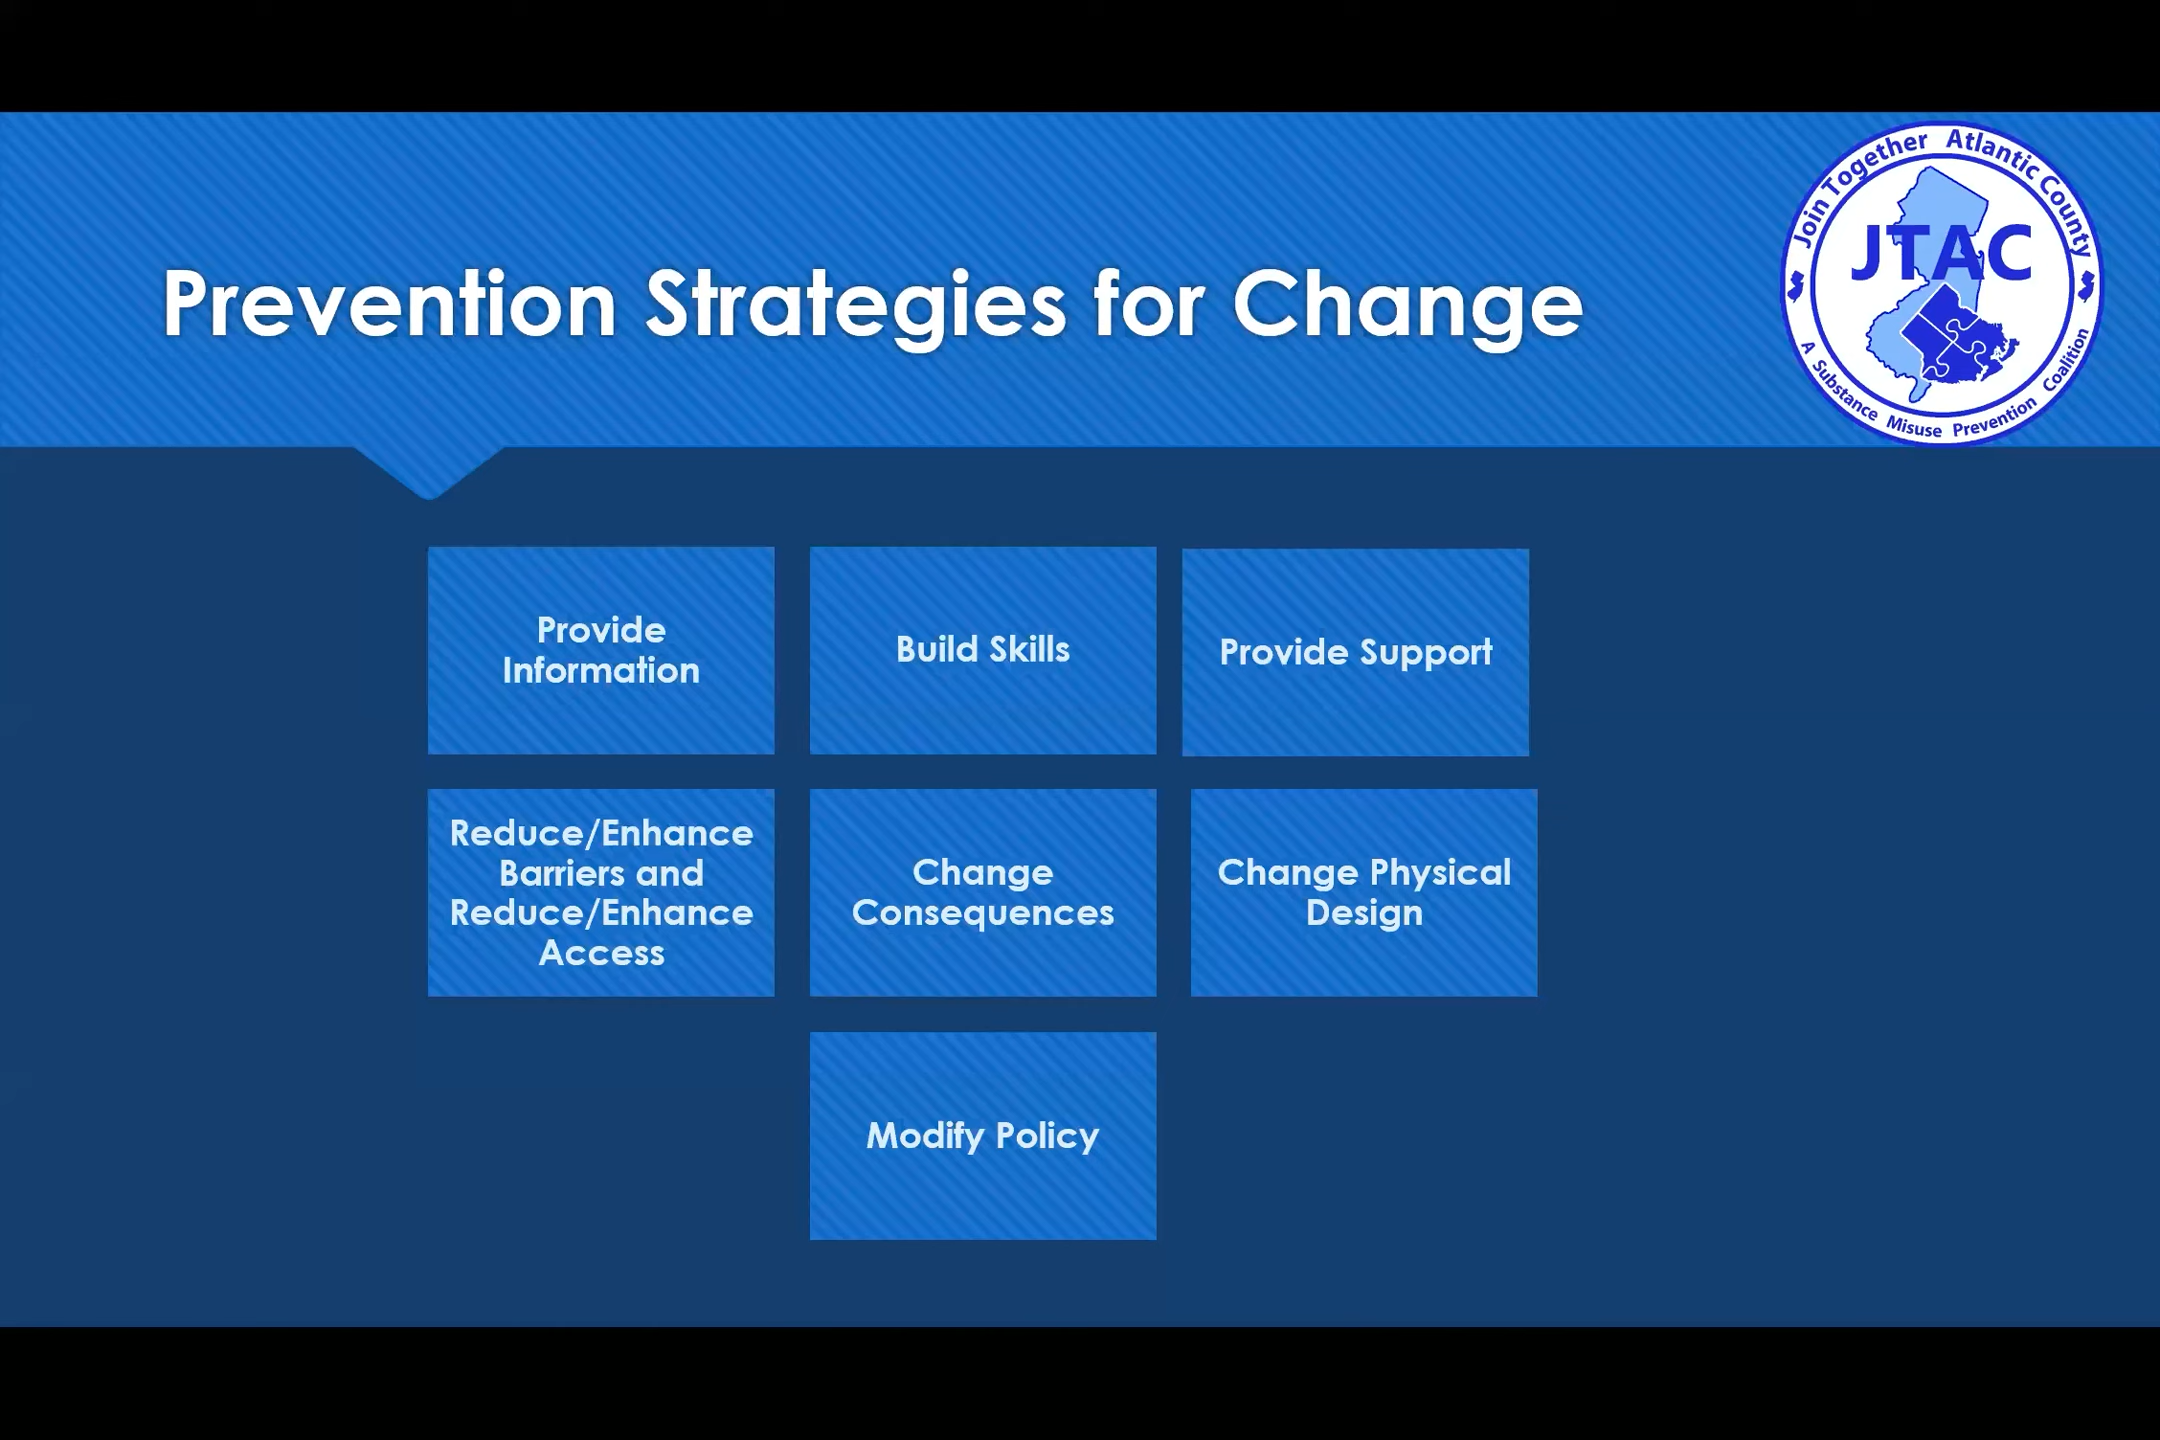 Prevention Strategies for Change
Join Together Atlantic County
JTAC
A Substance Misuse Prevention Coalition
Provide
Information
Build Skills
Provide Support
Reduce/Enhance
Barriers and
Reduce/Enhance
Access
Change
Consequences
Change Physical
Design
Modify Policy